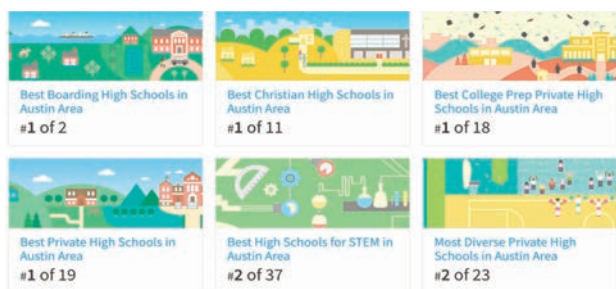 Best Boarding High Schools in
Austin Area
#1 of 2
Best Christian High Schools in
Austin Area
#1 of 11
Best College Prep Private High
Schools in Austin Area
#1 of 18
Best Private High Schools in
Austin Area
#1 of 19
Best High Schools for STEM in
Austin Area
#2 of 37
Most Diverse Private High
Schools in Austin Area
#2 of 23